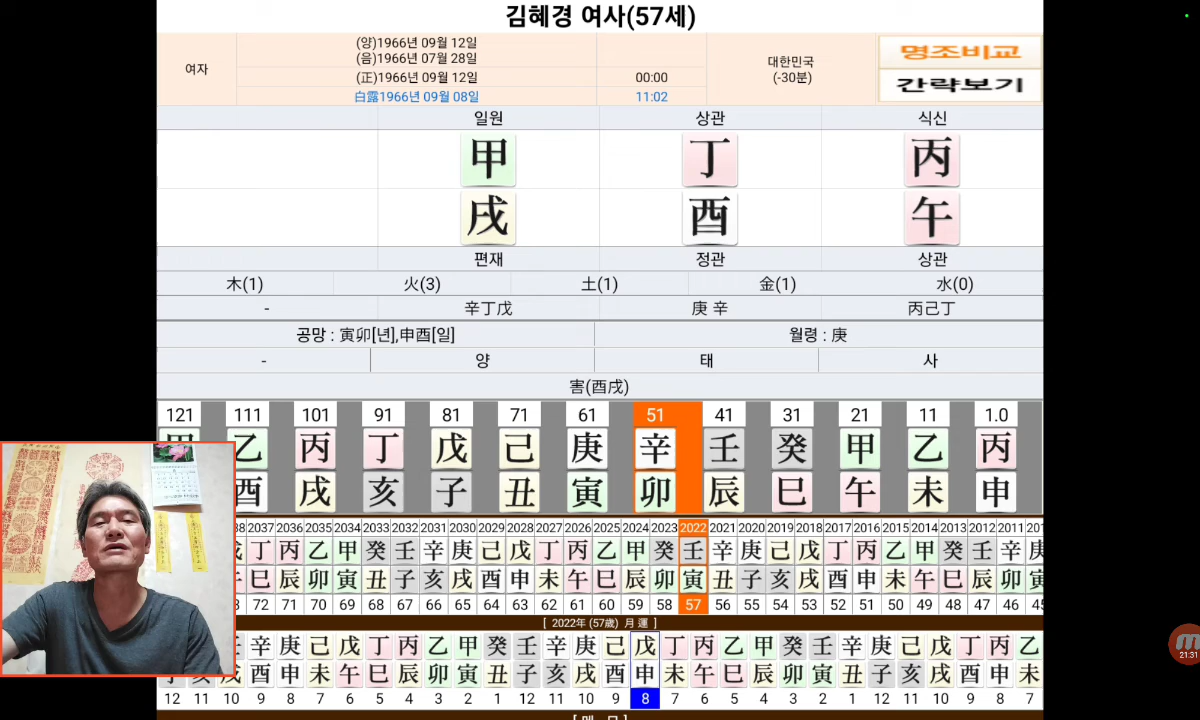 김혜경 여사(57세)
여자
(양)1966년 09월 12일
(음)1966년 07월 28일
(正)1966년 09월 12일 00:00
白露1966년 09월 08일 11:02
대한민국
(-30분)
명조비교
간략보기
일원 상관 식신
甲 丁 丙
戌 酉 午
편재 정관 상관
木(1) 火(3) 土(1) 金(1) 水(0)
- 辛丁戊 庚 辛 丙己丁
공망 : 寅卯[년],申酉[일] 월령 : 庚
- 양 태 사
害(酉戌)
121 111 101 91 81 71 61 51 41 31 21 11 1.0
甲 乙 丙 丁 戊 己 庚 辛 壬 癸 甲 乙 丙
酉 戌 亥 子 丑 寅 卯 辰 巳 午 未 申
2037 2036 2035 2034 2033 2032 2031 2030 2029 2028 2027 2026 2025 2024 2023 2022 2021 2020 2019 2018 2017 2016 2015 2014 2013 2012 2011
丁 丙 乙 甲 癸 壬 辛 庚 己 戊 丁 丙 乙 甲 癸 壬 辛 庚 己 戊 丁 丙 乙 甲 癸 壬 辛 庚
巳 辰 卯 寅 丑 子 亥 戌 酉 申 未 午 巳 辰 卯 寅 丑 子 亥 戌 酉 申 未 午 巳 辰 卯 寅
72 71 70 69 68 67 66 65 64 63 62 61 60 59 58 57 56 55 54 53 52 51 50 49 48 47 46 45
[ 2022年 (57歲) 月 運 ]
辛 庚 己 戊 丁 丙 乙 甲 癸 壬 辛 庚 己 戊 丁 丙 乙 甲 癸 壬 辛 庚 己 戊 丁 丙 乙
亥 戌 酉 申 未 午 巳 辰 卯 寅 丑 子 亥 戌 酉 申 未 午 巳 辰 卯 寅 丑 子 亥 戌 酉 申 未
12 11 10 9 8 7 6 5 4 3 2 1 12 11 10 9 8 7 6 5 4 3 2 1 12 11 10 9 8 7
21:31